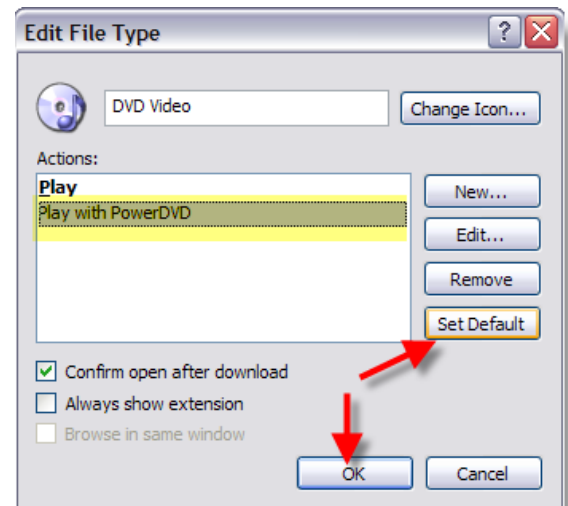 Edit File Type
?
DVD Video
Change Icon...
Actions:
Play
Play with PowerDVD
New...
Edit...
Remove
Set Default
Confirm open after download
Always show extension
Browse in same window
OK
Cancel